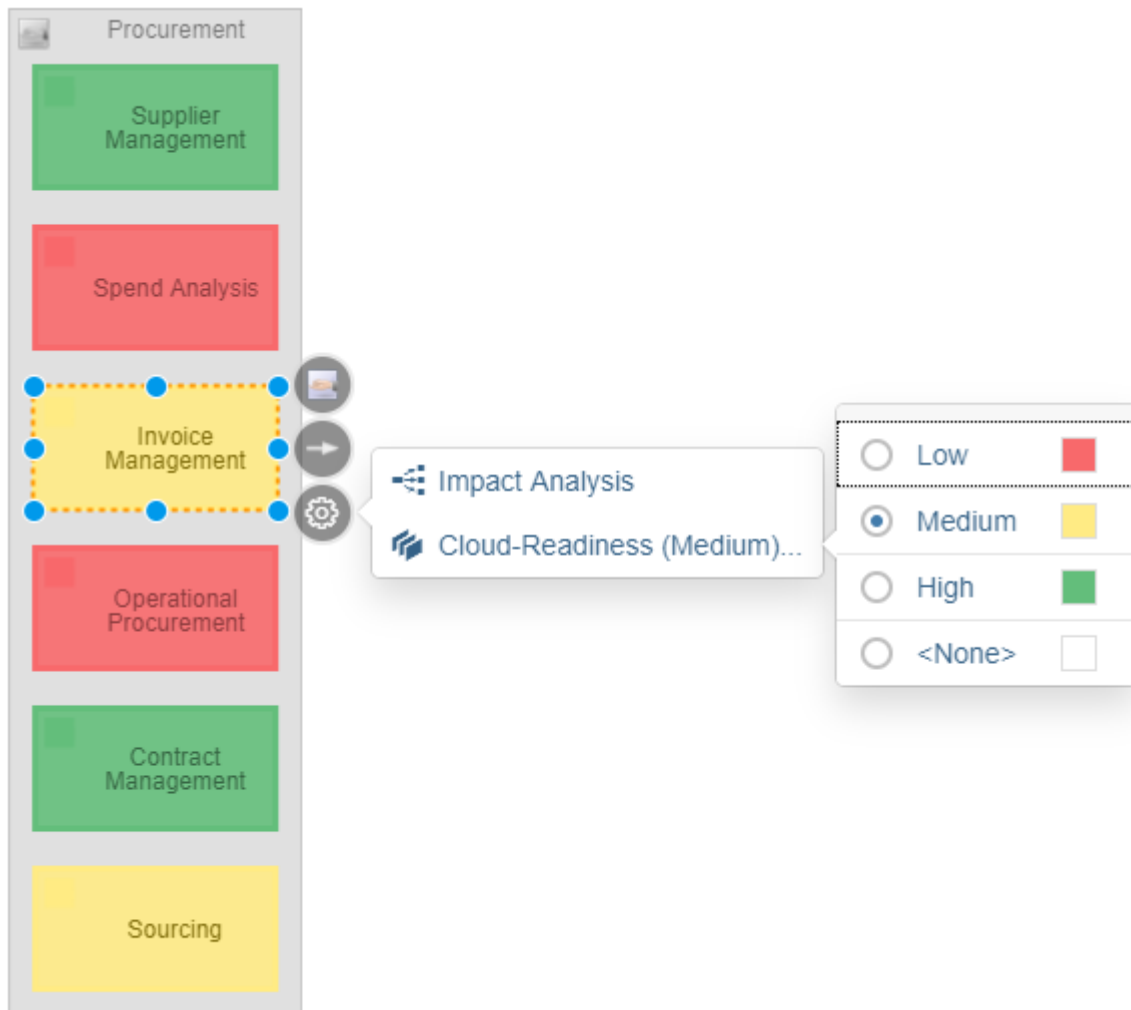 Procurement
Supplier
Management
Spend Analysis
Invoice
Management
Impact Analysis
Cloud-Readiness (Medium)...
Low
Medium
High
<None>
Operational
Procurement
Contract
Management
Sourcing